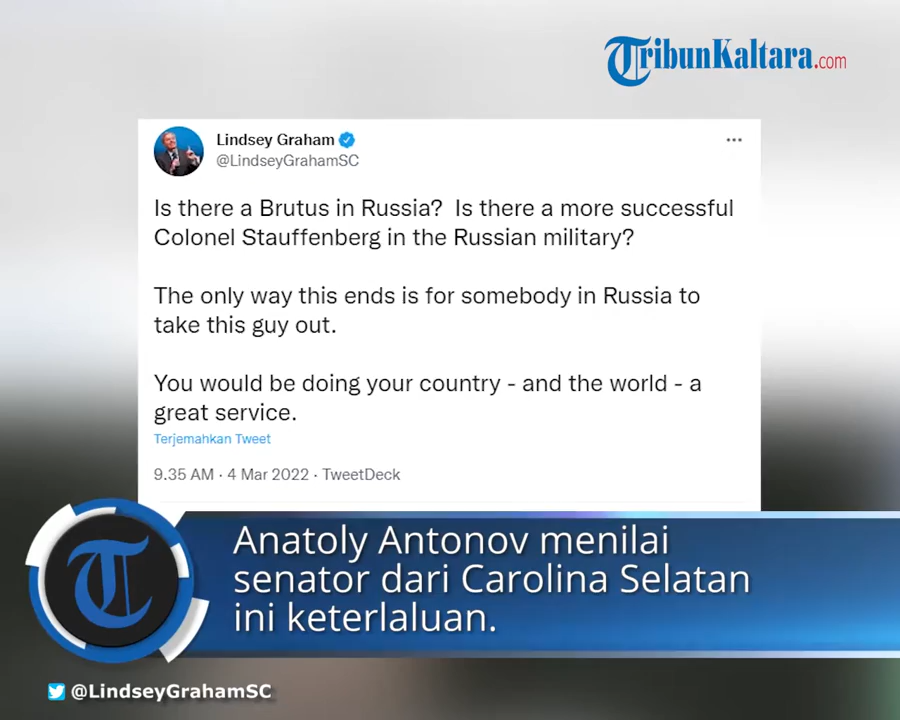 TribunKaltara.com
Lindsey Graham
@LindseyGrahamSC
Is there a Brutus in Russia?  Is there a more successful
Colonel Stauffenberg in the Russian military?
The only way this ends is for somebody in Russia to
take this guy out.
You would be doing your country - and the world - a
great service.
Terjemahkan Tweet
9.35 AM · 4 Mar 2022 · TweetDeck
Anatoly Antonov menilai
senator dari Carolina Selatan
ini keterlaluan.
T
@LindseyGrahamSC